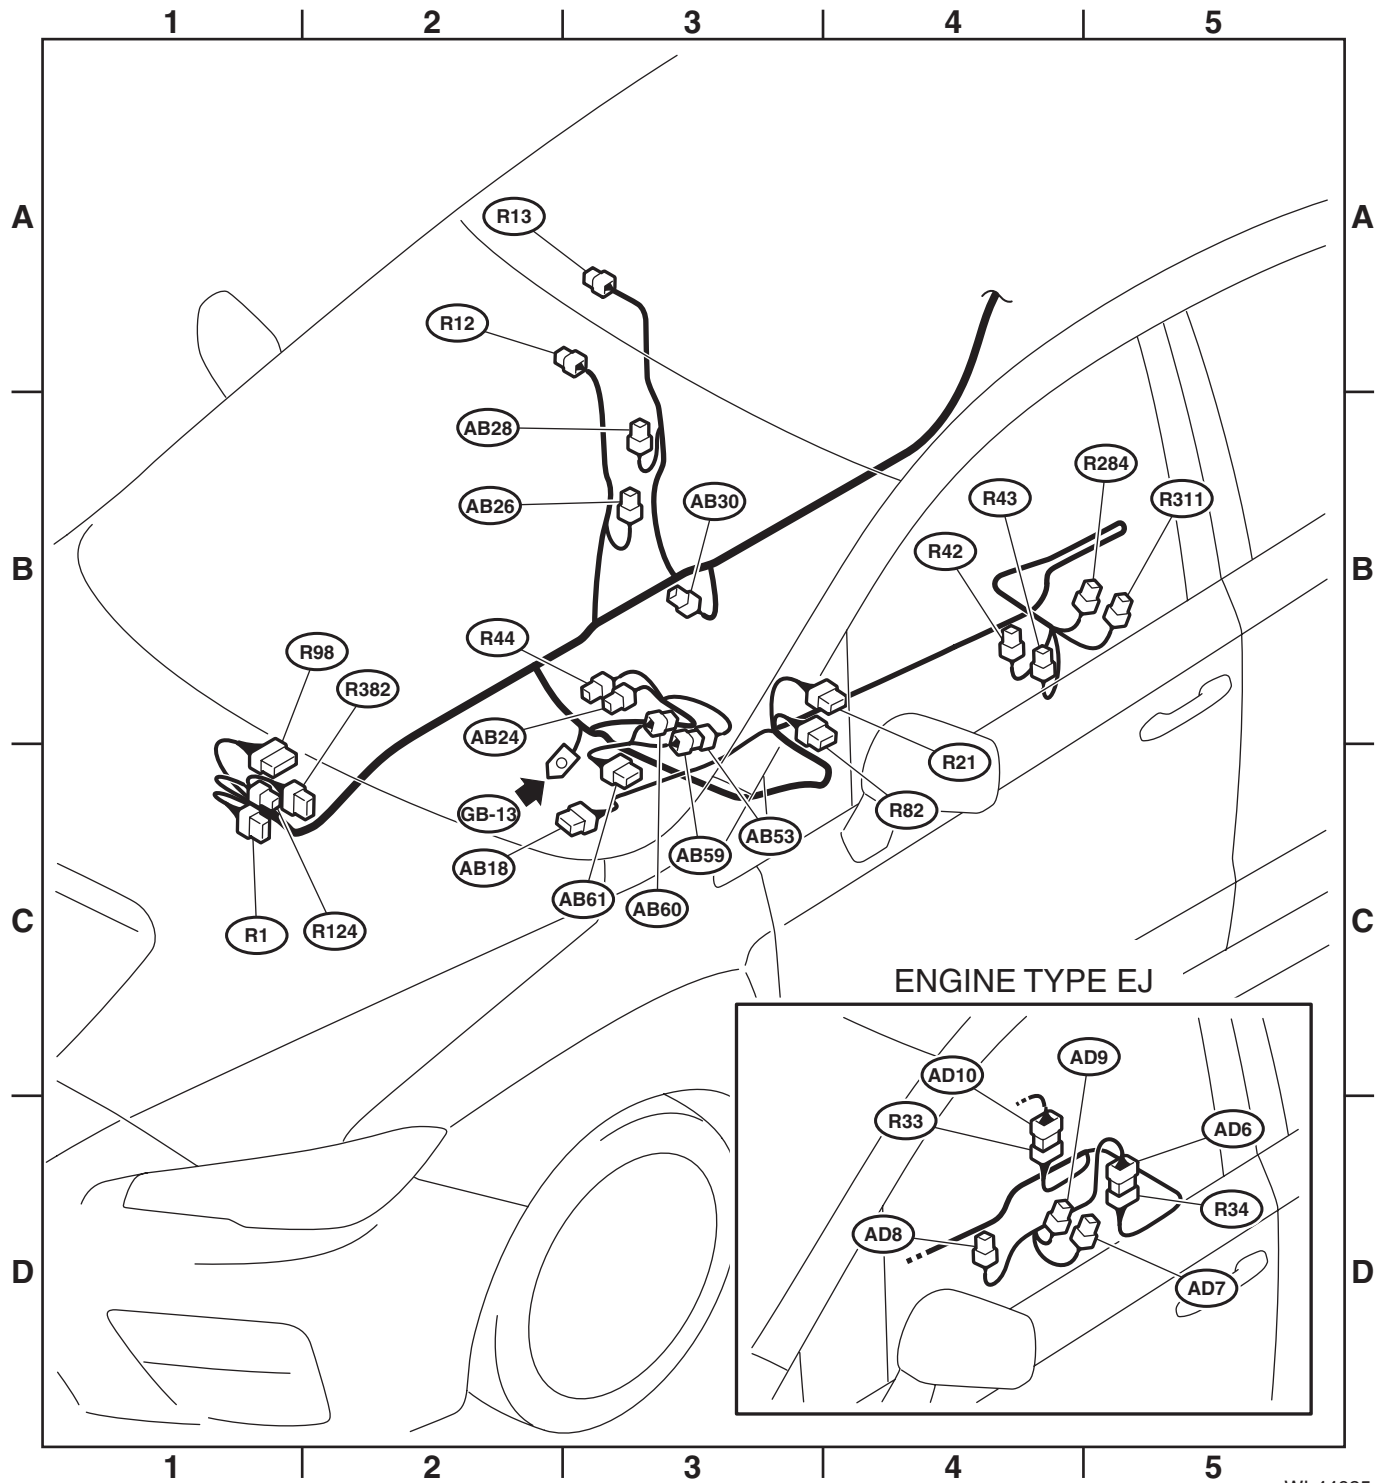 1 2 3 4 5
A A
R13
R12
AB28
R284
AB26
AB30
R43
R311
R42
B B
R44
R98
R382
AB24
R21
GB-13
R82
AB53
AB18
AB59
AB61
AB60
R1
R124
C C
ENGINE TYPE EJ
AD9
AD10
R33
AD6
R34
AD8
D D
AD7
1 2 3 4 5